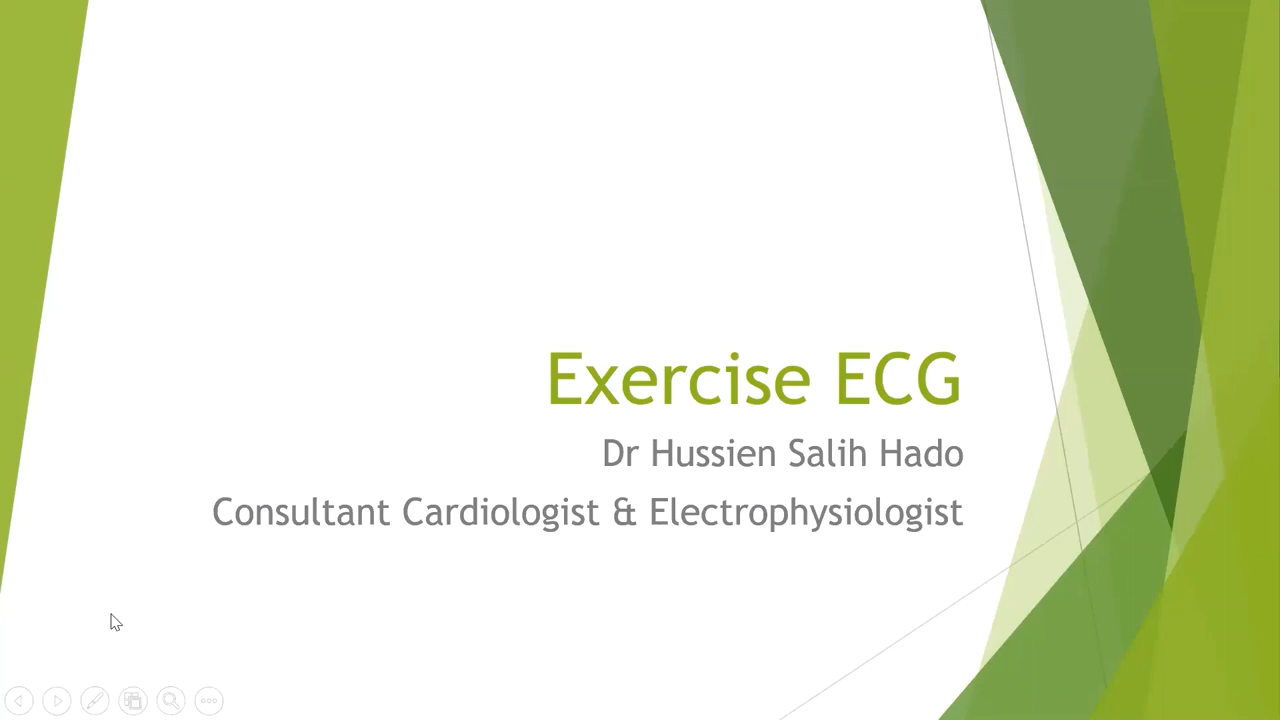 Exercise ECG
Dr Hussien Salih Hado
Consultant Cardiologist & Electrophysiologist